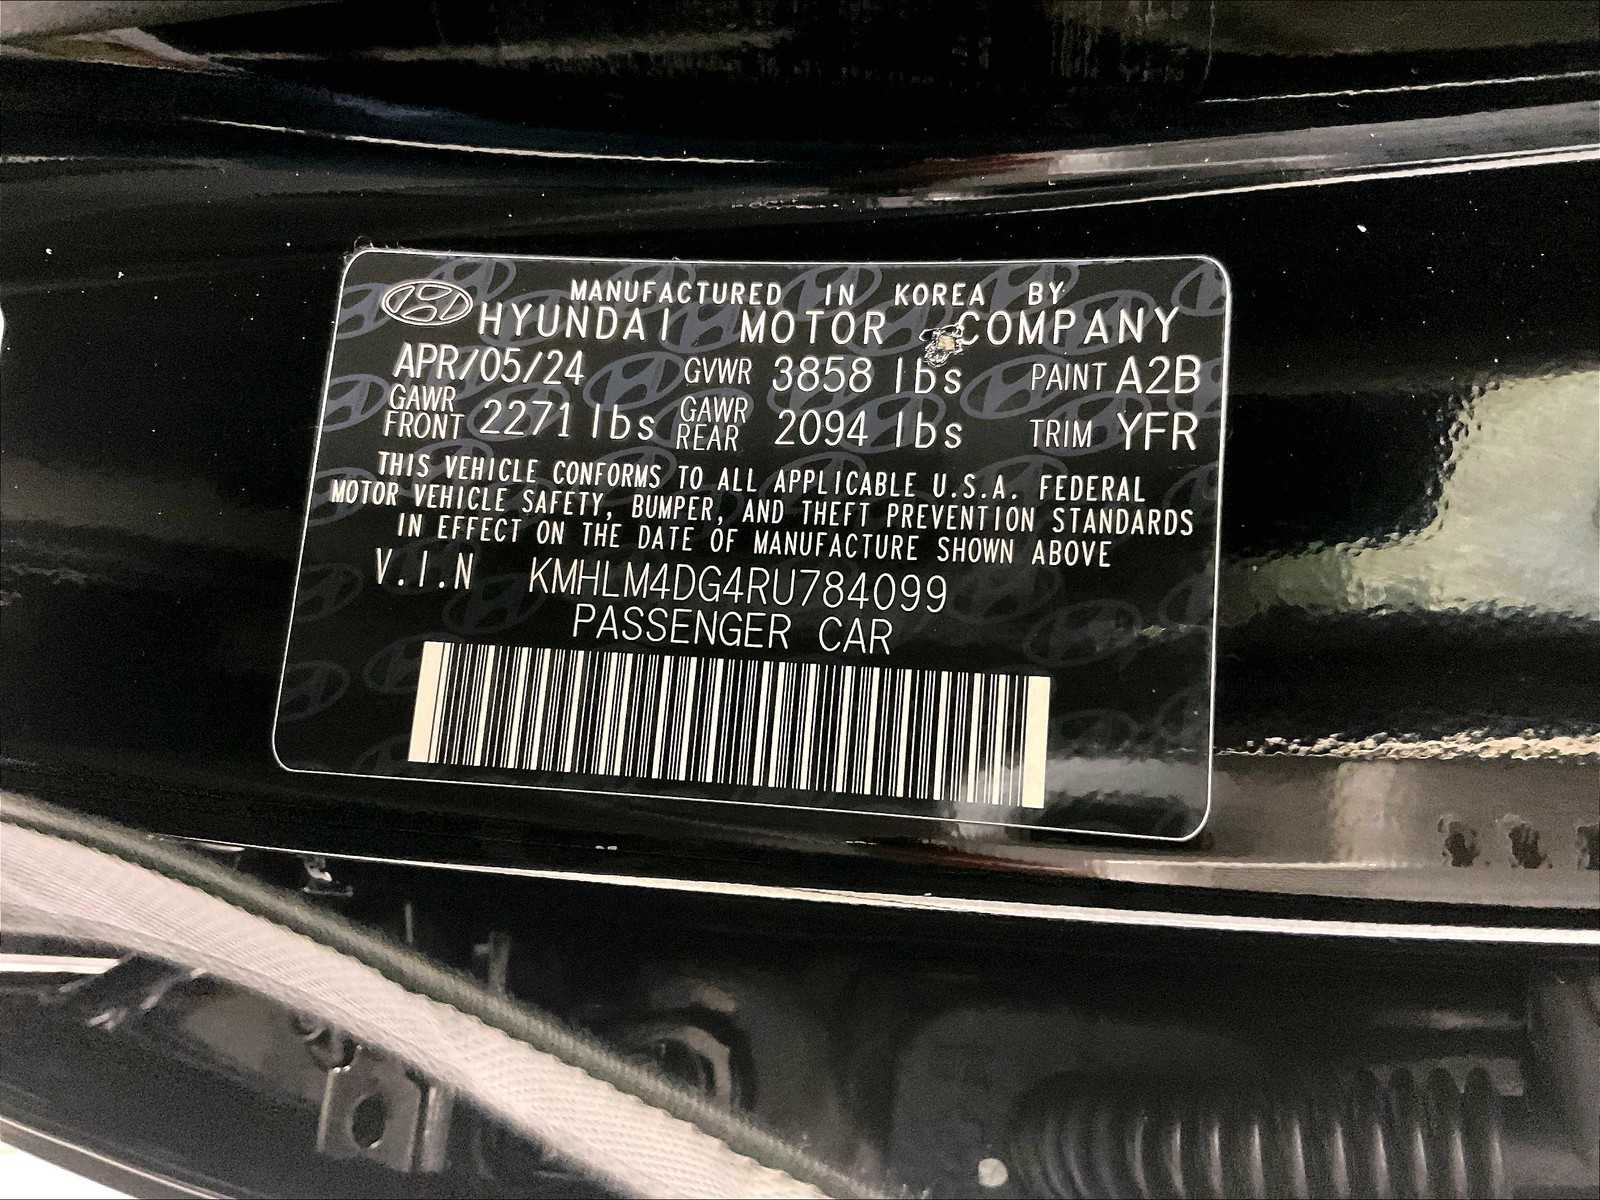 MANUFACTURED IN KOREA BY
HYUNDAI MOTOR COMPANY
APR/05/24 GVWR 3858 lbs PAINT A2B
GAWR FRONT 2271 lbs GAWR REAR 2094 lbs TRIM YFR
THIS VEHICLE CONFORMS TO ALL APPLICABLE U.S.A. FEDERAL
MOTOR VEHICLE SAFETY, BUMPER, AND THEFT PREVENTION STANDARDS
IN EFFECT ON THE DATE OF MANUFACTURE SHOWN ABOVE
V.I.N KMHLM4DG4RU784099
PASSENGER CAR